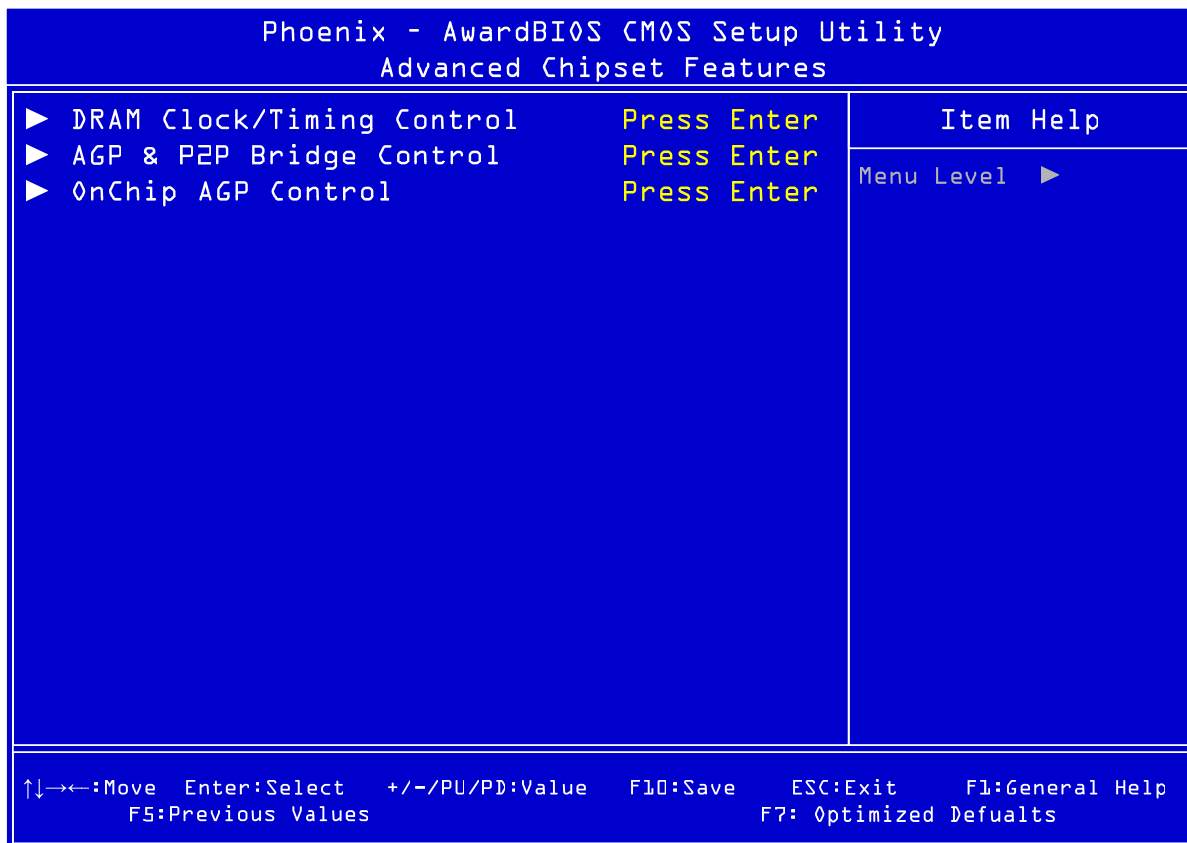 Phoenix - AwardBIOS CMOS Setup Utility
Advanced Chipset Features
▶ DRAM Clock/Timing Control Press Enter
▶ AGP & P2P Bridge Control Press Enter
▶ OnChip AGP Control Press Enter
Item Help
Menu Level ▶
↑↓→←:Move Enter:Select +/-/PU/PD:Value F10:Save ESC:Exit F1:General Help
F5:Previous Values F7: Optimized Defualts